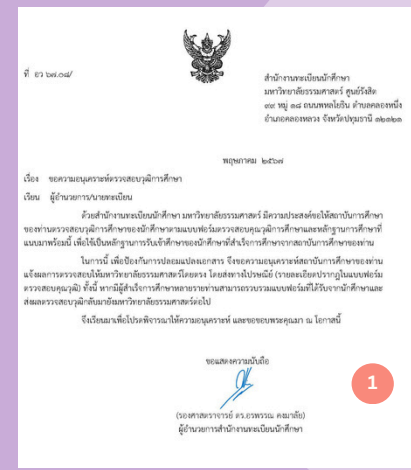 ที่ อว ๖๗.๐๘/
สำนักงานทะเบียนนักศึกษา
มหาวิทยาลัยธรรมศาสตร์ ศูนย์รังสิต
๙๙ หมู่ ๑๘ ถนนพหลโยธิน ตำบลคลองหนึ่ง
อำเภอคลองหลวง จังหวัดปทุมธานี ๑๒๑๒๑
พฤษภาคม ๒๕๖๗
เรื่อง ขอความอนุเคราะห์ตรวจสอบวุฒิการศึกษา
เรียน ผู้อำนวยการ/นายทะเบียน
ด้วยสำนักงานทะเบียนนักศึกษา มหาวิทยาลัยธรรมศาสตร์ มีความประสงค์ขอให้สถาบันการศึกษา
ของท่านตรวจสอบวุฒิการศึกษาของนักศึกษาตามแบบฟอร์มตรวจสอบคุณวุฒิการศึกษาและหลักฐานการศึกษาที่
แนบมาพร้อมนี้ เพื่อใช้เป็นหลักฐานการรับเข้าศึกษาของนักศึกษาที่สำเร็จการศึกษาจากสถาบันการศึกษาของท่าน
ในการนี้ เพื่อป้องกันการปลอมแปลงเอกสาร จึงขอความอนุเคราะห์สถาบันการศึกษาของท่าน
แจ้งผลการตรวจสอบให้มหาวิทยาลัยธรรมศาสตร์โดยตรง โดยส่งทางไปรษณีย์ (รายละเอียดปรากฏในแบบฟอร์ม
ตรวจสอบคุณวุฒิ) ทั้งนี้ หากมีผู้สำเร็จการศึกษาหลายรายท่านสามารถรวบรวมแบบฟอร์มที่ได้รับจากนักศึกษาและ
ส่งผลตรวจสอบวุฒิกลับมายังมหาวิทยาลัยธรรมศาสตร์ต่อไป
จึงเรียนมาเพื่อโปรดพิจารณาให้ความอนุเคราะห์ และขอขอบพระคุณมา ณ โอกาสนี้
ขอแสดงความนับถือ
1
(รองศาสตราจารย์ ดร.อรพรรณ คงมาลัย)
ผู้อำนวยการสำนักงานทะเบียนนักศึกษา